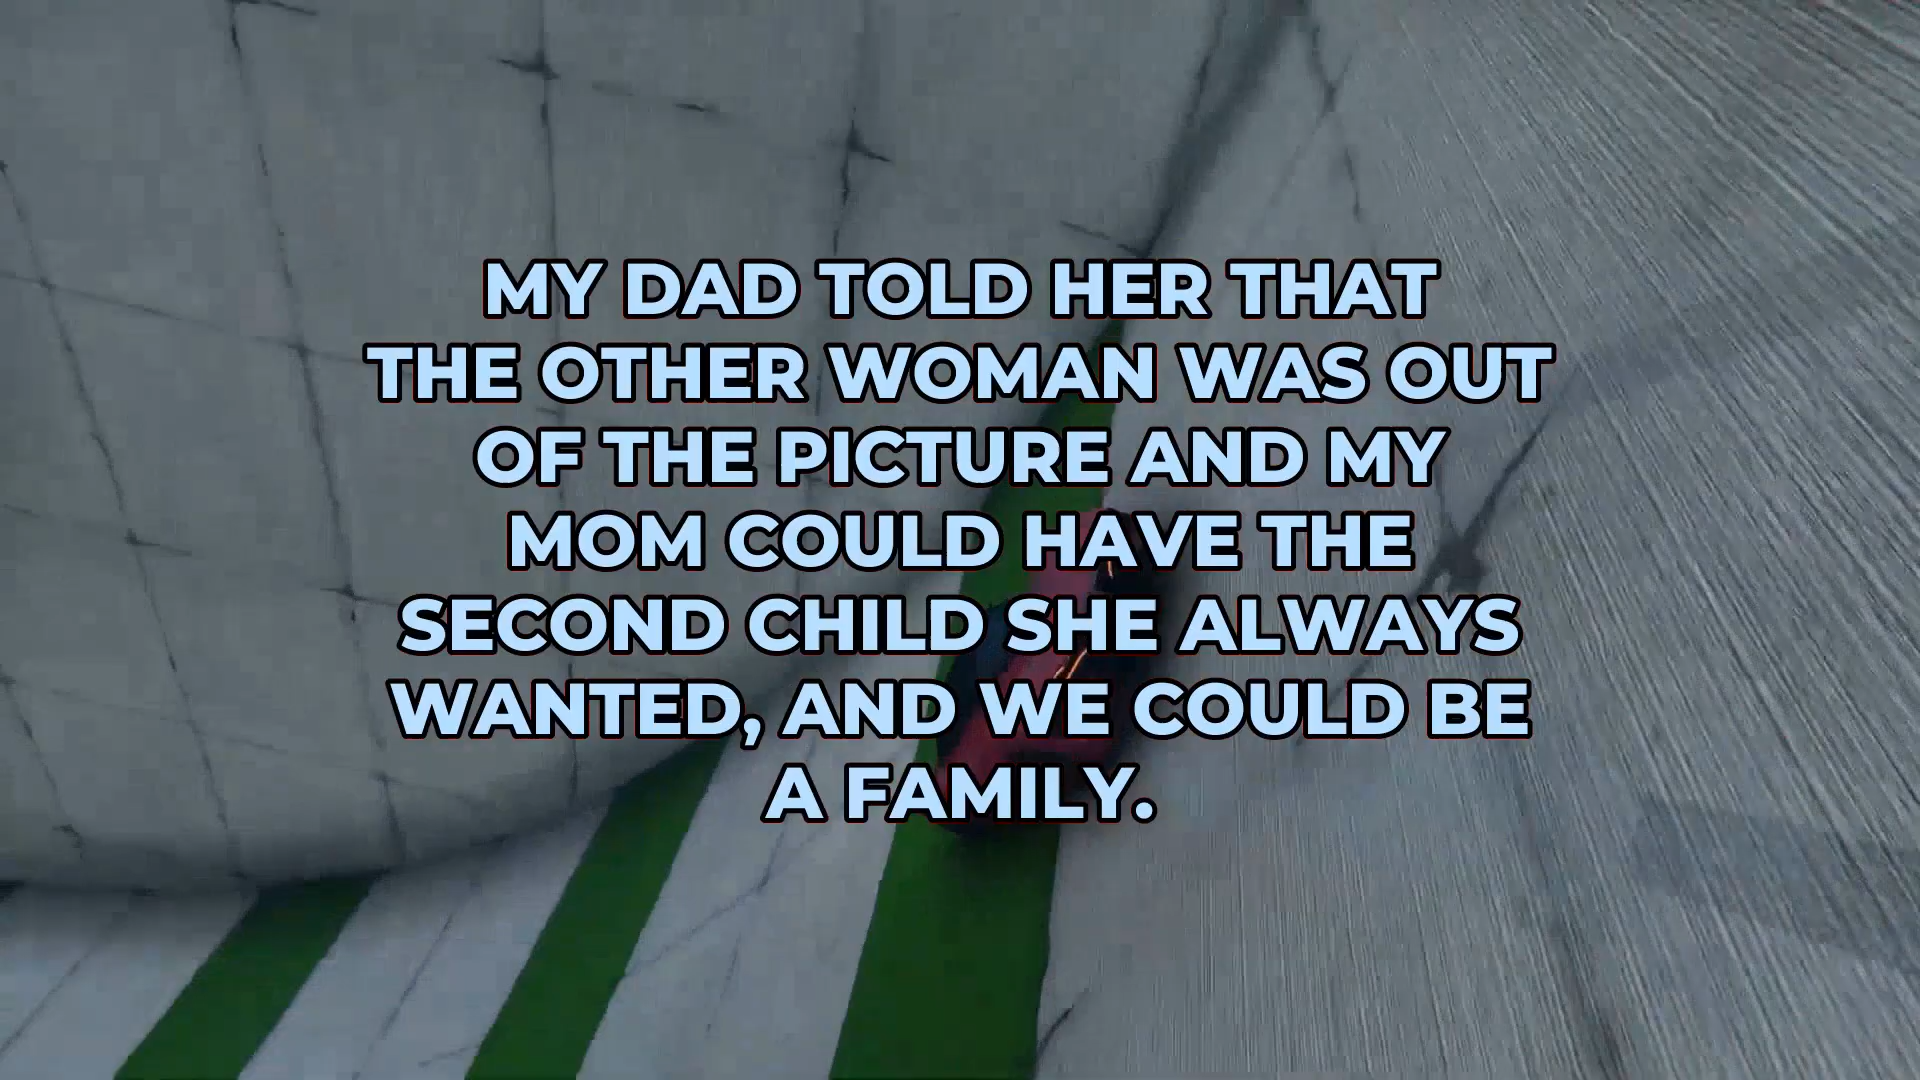 MY DAD TOLD HER THAT
THE OTHER WOMAN WAS OUT
OF THE PICTURE AND MY
MOM COULD HAVE THE
SECOND CHILD SHE ALWAYS
WANTED, AND WE COULD BE
A FAMILY.